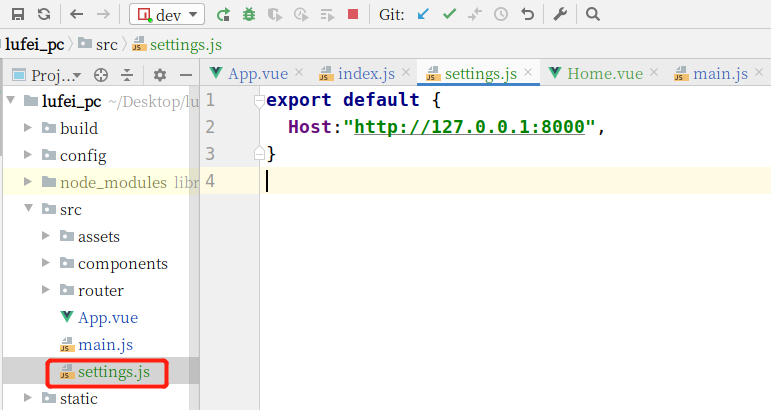 dev Git:
lufei_pc src settings.js
Proj... App.vue index.js settings.js Home.vue main.js
lufei_pc ~/Desktop/lu
build
config
node_modules libr
src
assets
components
router
App.vue
main.js
settings.js
static
1 export default {
2 Host:"http://127.0.0.1:8000",
3 }
4